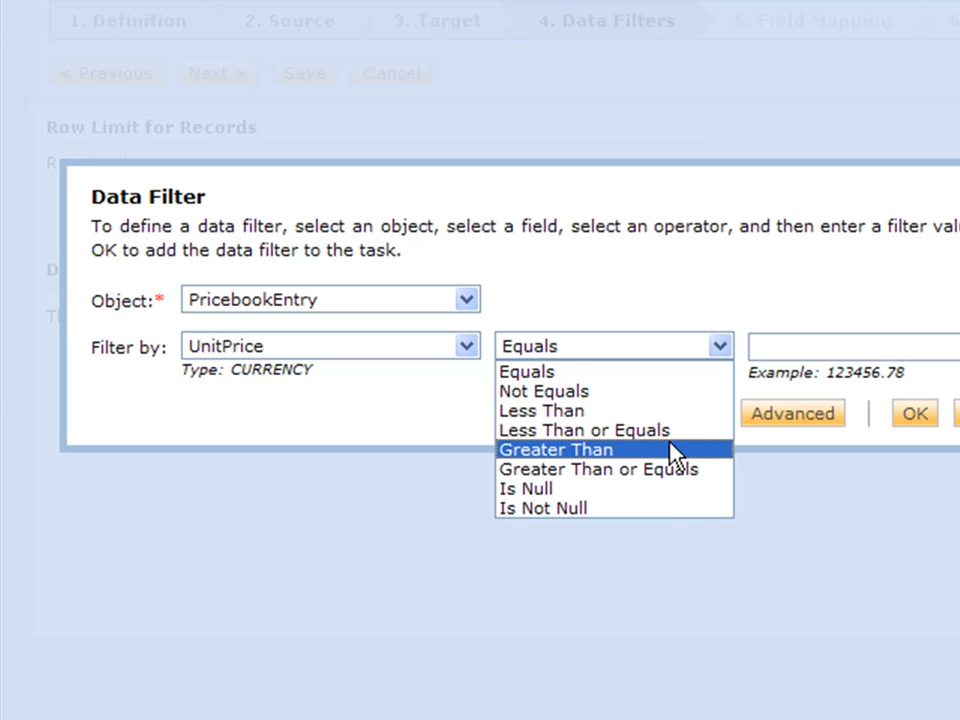 1. Definition 2. Source 3. Target 4. Data Filters 5. Field Mapping 6
< Previous Next > Save Cancel
Row Limit for Records
Data Filter
To define a data filter, select an object, select a field, select an operator, and then enter a filter val
OK to add the data filter to the task.
Object:* PricebookEntry
Filter by: UnitPrice Equals
Type: CURRENCY
Example: 123456.78
Equals
Not Equals
Less Than
Less Than or Equals
Greater Than
Greater Than or Equals
Is Null
Is Not Null
Advanced | OK